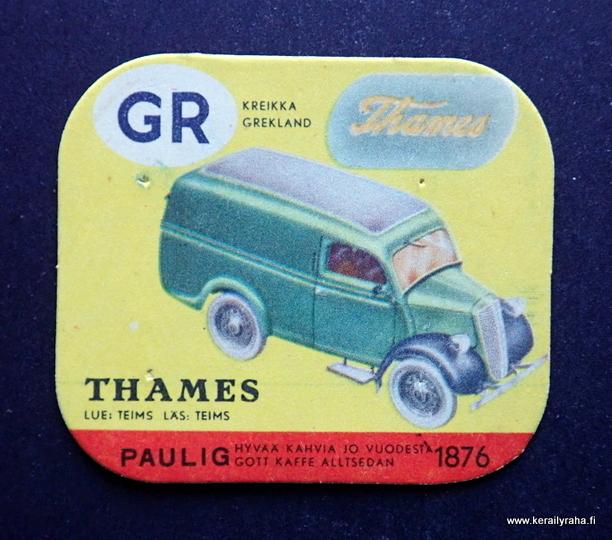 GR
KREIKKA
GREKLAND
Thames
THAMES
LUE: TEIMS LÄS: TEIMS
PAULIG
HYVÄÄ KAHVIA JO VUODESTA
GOTT KAFFE ALLTSEDAN
1876
www.kerailyraha.fi